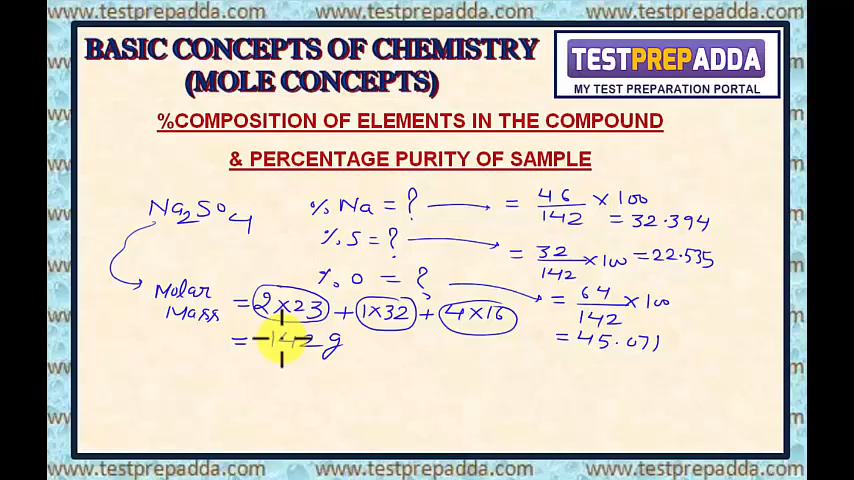 www.testprepadda.com www.testprepadda.com www.testprepadda.com
BASIC CONCEPTS OF CHEMISTRY
(MOLE CONCEPTS)
TESTPREPADDA
MY TEST PREPARATION PORTAL
%COMPOSITION OF ELEMENTS IN THE COMPOUND
& PERCENTAGE PURITY OF SAMPLE
Na2SO4
% Na = ? = 46/142 × 100
= 32.394
% S = ? = 32/142 × 100 = 22.535
% O = ? = 64/142 × 100
= 45.071
Molar Mass = 2×23 + 1×32 + 4×16
= 142 g
www.testprepadda.com www.testprepadda.com www.testprepadda.com